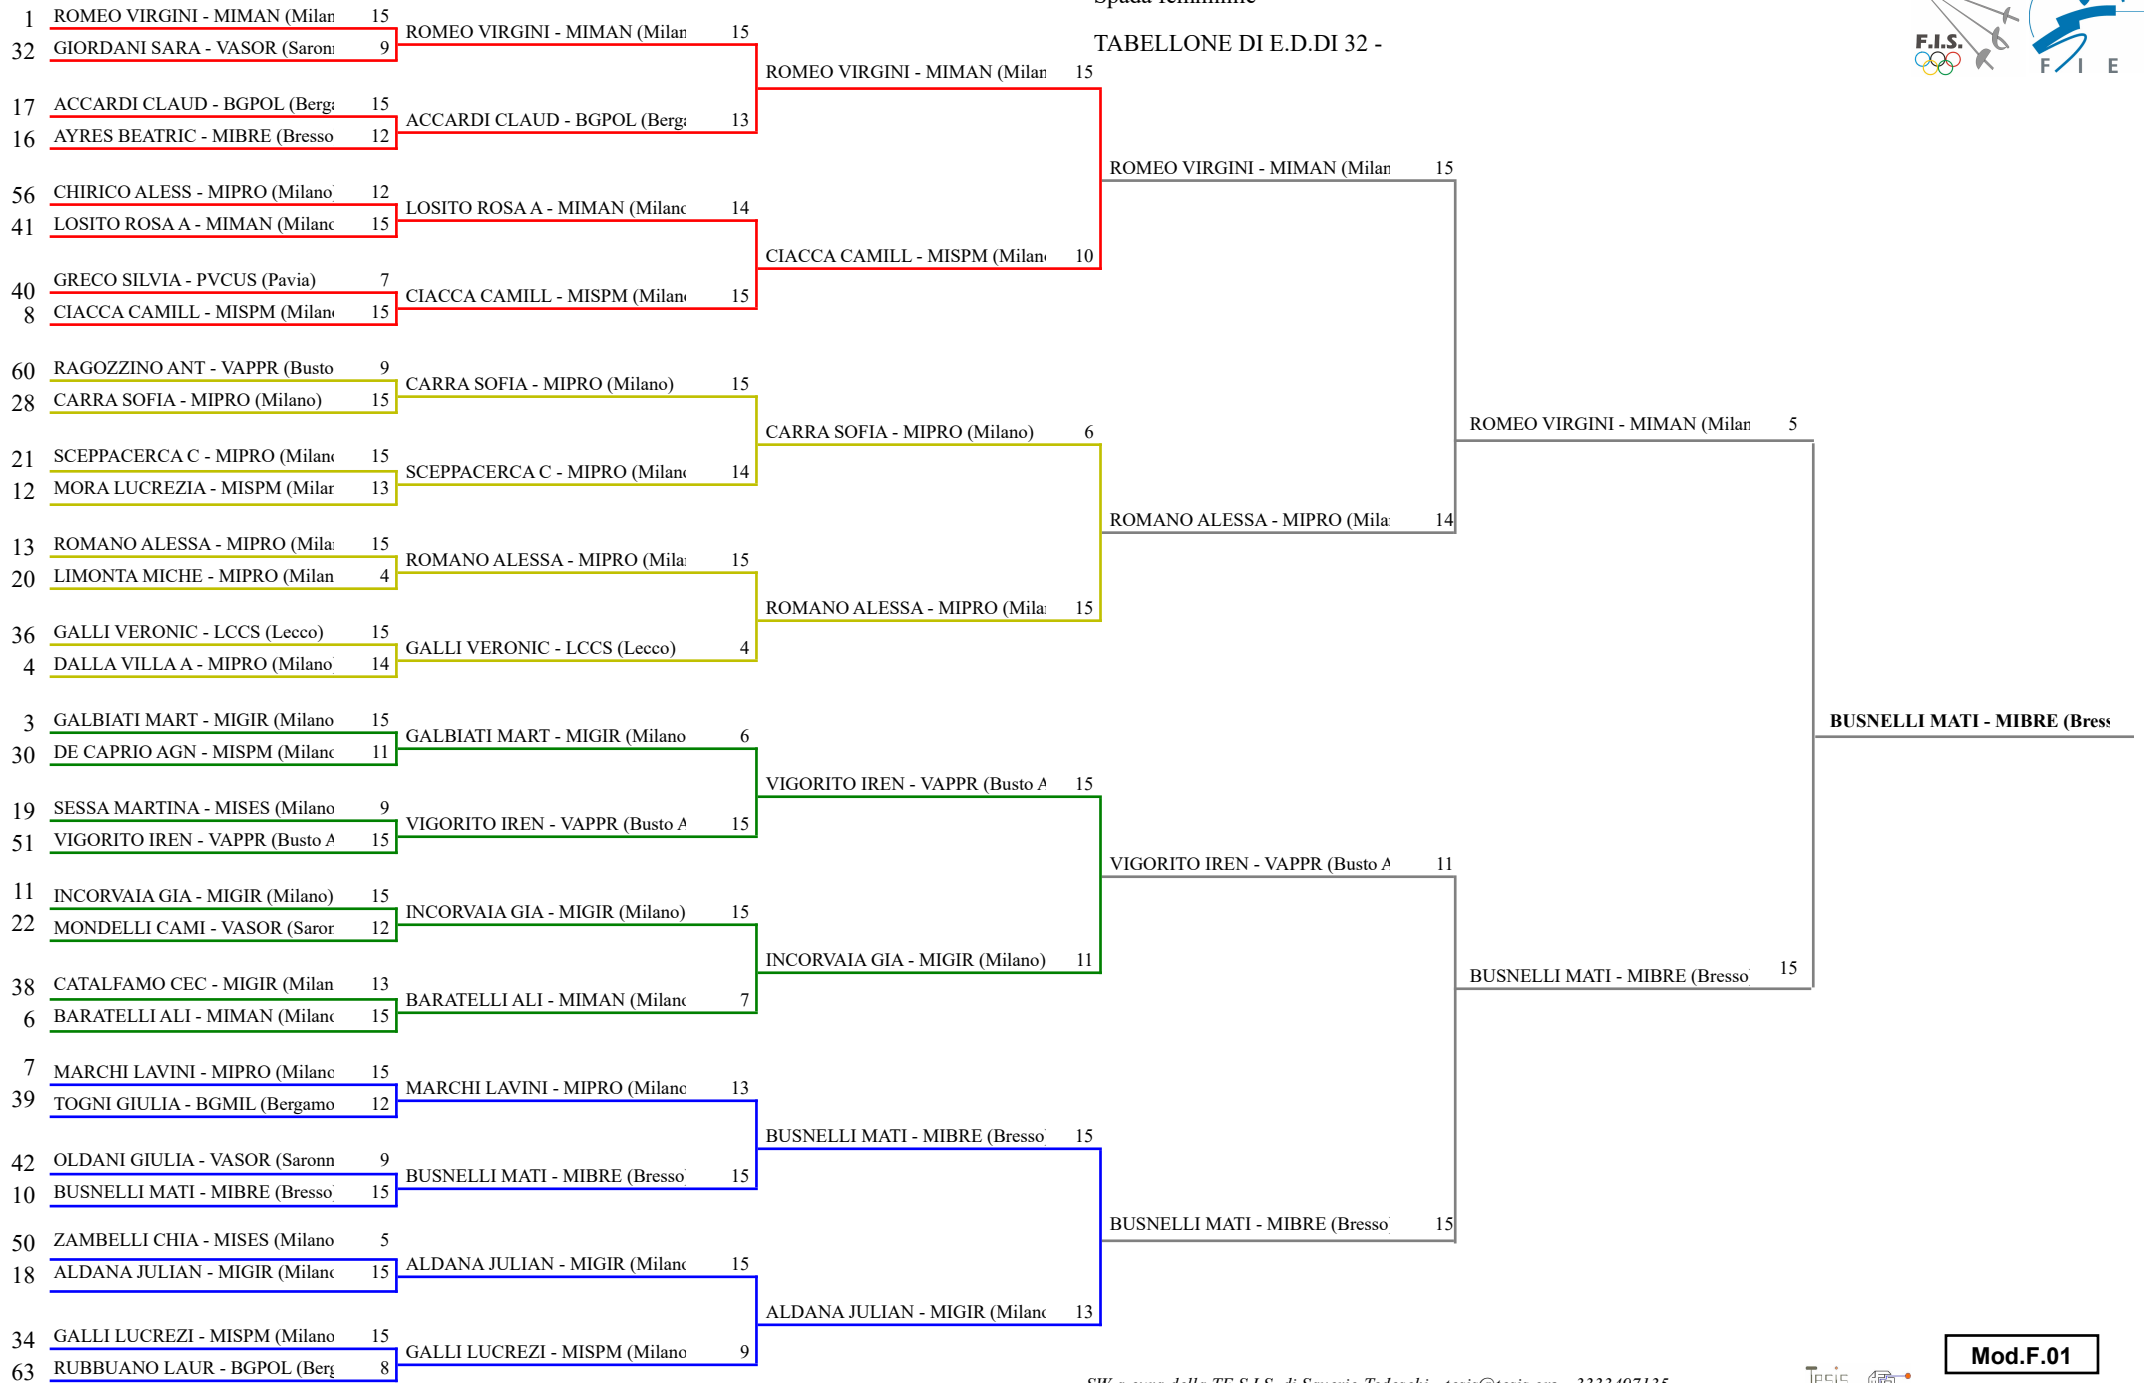 TABELLONE DI E.D.DI 32 -
F.I.S.
F I E
1 ROMEO VIRGINI - MIMAN (Milan 15
32 GIORDANI SARA - VASOR (Saron 9
17 ACCARDI CLAUD - BGPOL (Berg 15
16 AYRES BEATRIC - MIBRE (Bresso 12
56 CHIRICO ALESS - MIPRO (Milano 12
41 LOSITO ROSA A - MIMAN (Milano 15
40 GRECO SILVIA - PVCUS (Pavia) 7
8 CIACCA CAMILL - MISPM (Milan 15
60 RAGOZZINO ANT - VAPPR (Busto 9
28 CARRA SOFIA - MIPRO (Milano) 15
21 SCEPPACERCA C - MIPRO (Milan 15
12 MORA LUCREZIA - MISPM (Milan 13
13 ROMANO ALESSA - MIPRO (Mila 15
20 LIMONTA MICHE - MIPRO (Milan 4
36 GALLI VERONIC - LCCS (Lecco) 15
4 DALLA VILLA A - MIPRO (Milano 14
3 GALBIATI MART - MIGIR (Milano 15
30 DE CAPRIO AGN - MISPM (Milano 11
19 SESSA MARTINA - MISES (Milano 9
51 VIGORITO IREN - VAPPR (Busto A 15
11 INCORVAIA GIA - MIGIR (Milano) 15
22 MONDELLI CAMI - VASOR (Saron 12
38 CATALFAMO CEC - MIGIR (Milan 13
6 BARATELLI ALI - MIMAN (Milano 15
7 MARCHI LAVINI - MIPRO (Milano 15
39 TOGNI GIULIA - BGMIL (Bergamo 12
42 OLDANI GIULIA - VASOR (Saronn 9
10 BUSNELLI MATI - MIBRE (Bresso 15
50 ZAMBELLI CHIA - MISES (Milano 5
18 ALDANA JULIAN - MIGIR (Milano 15
34 GALLI LUCREZI - MISPM (Milano 15
63 RUBBUANO LAUR - BGPOL (Berg 8
ROMEO VIRGINI - MIMAN (Milan 15
ACCARDI CLAUD - BGPOL (Berg 13
LOSITO ROSA A - MIMAN (Milano 14
CIACCA CAMILL - MISPM (Milan 15
CARRA SOFIA - MIPRO (Milano) 15
SCEPPACERCA C - MIPRO (Milan 14
ROMANO ALESSA - MIPRO (Mila 15
GALLI VERONIC - LCCS (Lecco) 4
GALBIATI MART - MIGIR (Milano 6
VIGORITO IREN - VAPPR (Busto A 15
INCORVAIA GIA - MIGIR (Milano) 15
BARATELLI ALI - MIMAN (Milano 7
MARCHI LAVINI - MIPRO (Milano 13
BUSNELLI MATI - MIBRE (Bresso 15
ALDANA JULIAN - MIGIR (Milano 15
GALLI LUCREZI - MISPM (Milano 9
ROMEO VIRGINI - MIMAN (Milan 15
CIACCA CAMILL - MISPM (Milan 10
CARRA SOFIA - MIPRO (Milano) 6
ROMANO ALESSA - MIPRO (Mila 15
VIGORITO IREN - VAPPR (Busto A 15
INCORVAIA GIA - MIGIR (Milano) 11
BUSNELLI MATI - MIBRE (Bresso 15
ALDANA JULIAN - MIGIR (Milano 13
ROMEO VIRGINI - MIMAN (Milan 15
ROMANO ALESSA - MIPRO (Mila 14
VIGORITO IREN - VAPPR (Busto A 11
BUSNELLI MATI - MIBRE (Bresso 15
ROMEO VIRGINI - MIMAN (Milan 5
BUSNELLI MATI - MIBRE (Bresso 15
BUSNELLI MATI - MIBRE (Bres
Mod.F.01